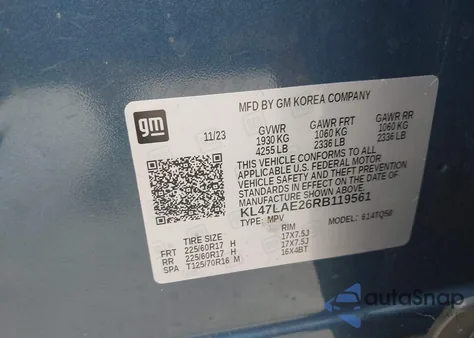 MFD BY GM KOREA COMPANY
gm
11/23
GVWR GAWR FRT GAWR RR
1930 KG 1060 KG 1060 KG
4255 LB 2336 LB 2336 LB
THIS VEHICLE CONFORMS TO ALL
APPLICABLE U.S. FEDERAL MOTOR
VEHICLE SAFETY AND THEFT PREVENTION
STANDARDS IN EFFECT ON THE DATE OF
MANUFACTURE SHOWN ABOVE.
KL47LAE26RB119561
TYPE: MPV MODEL: 614TQ58
TIRE SIZE RIM
FRT 225/60R17 H 17X7.5J
RR 225/60R17 H 17X7.5J
SPA T125/70R16 M 16X4BT
autoSnap